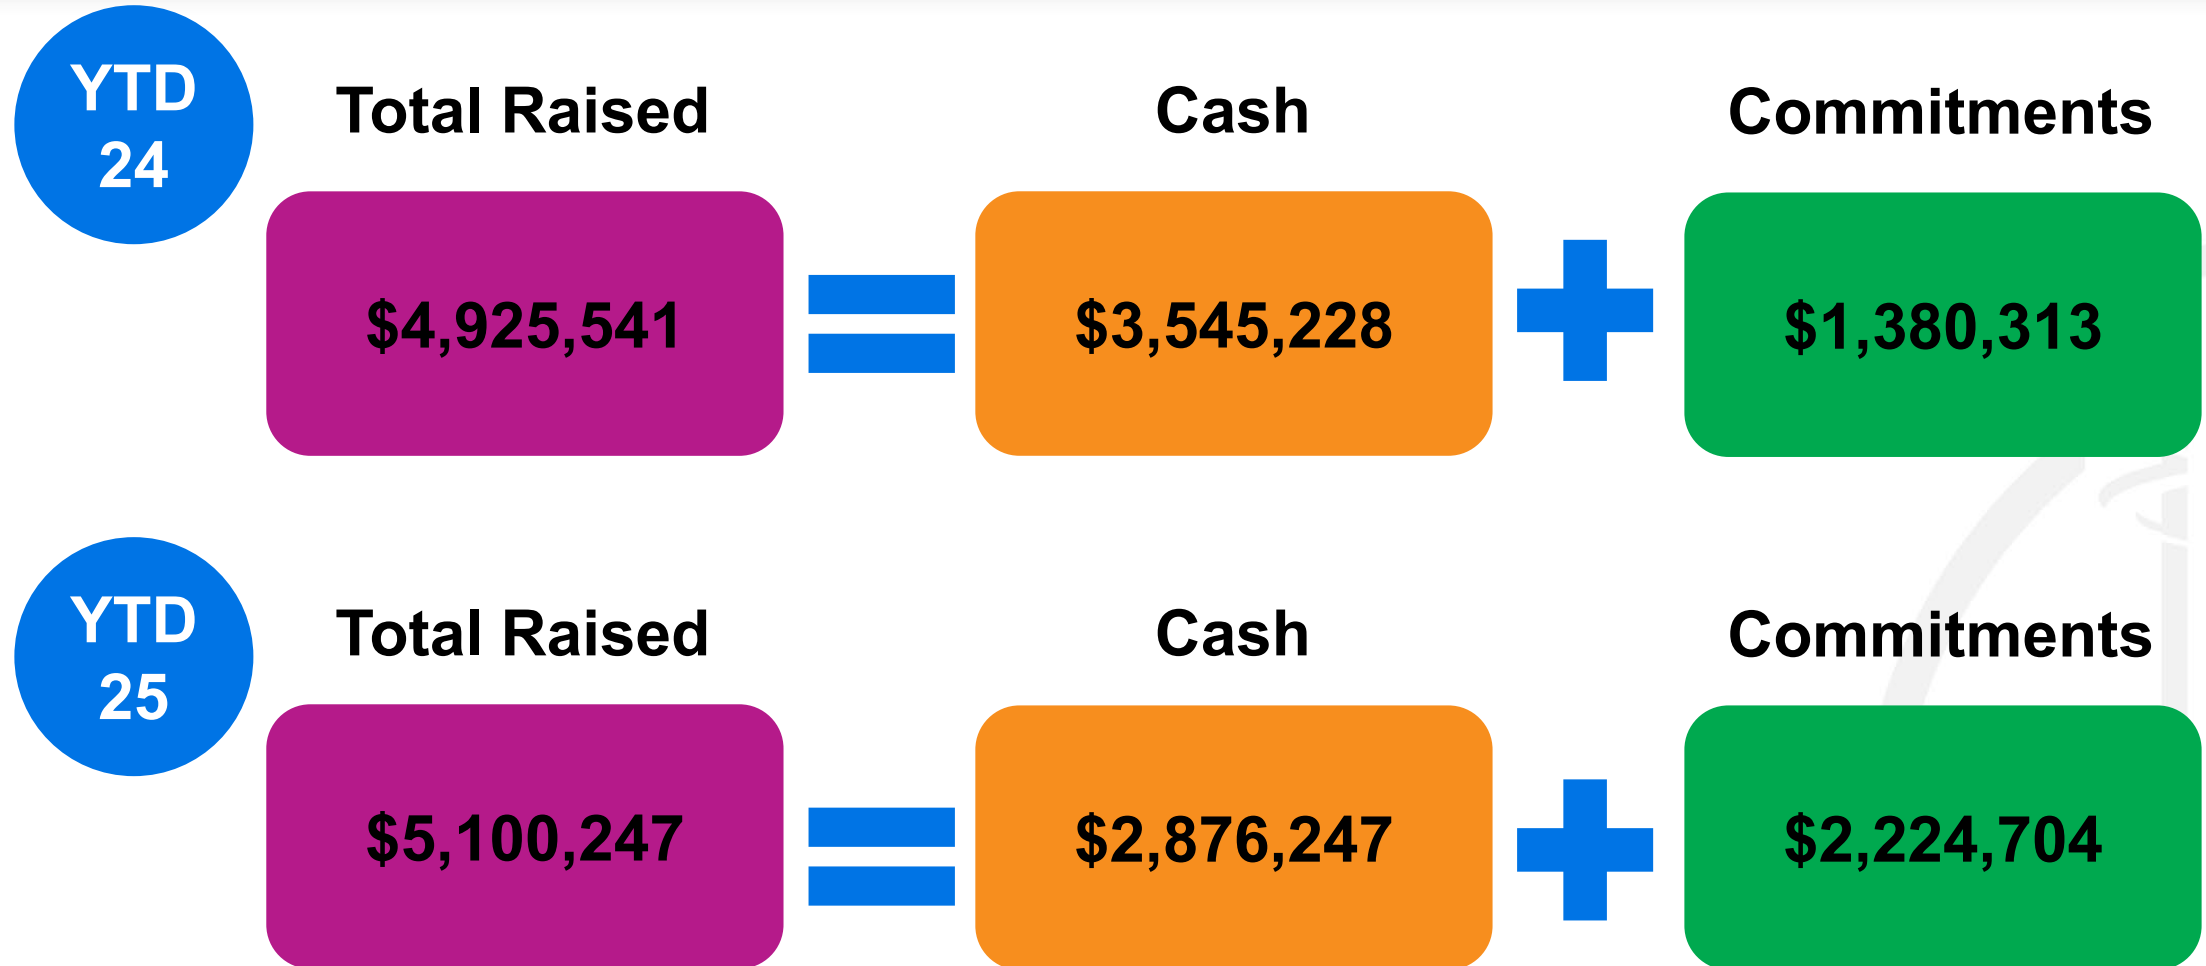 YTD
24
Total Raised
Cash
Commitments
$4,925,541
$3,545,228
$1,380,313
YTD
25
Total Raised
Cash
Commitments
$5,100,247
$2,876,247
$2,224,704